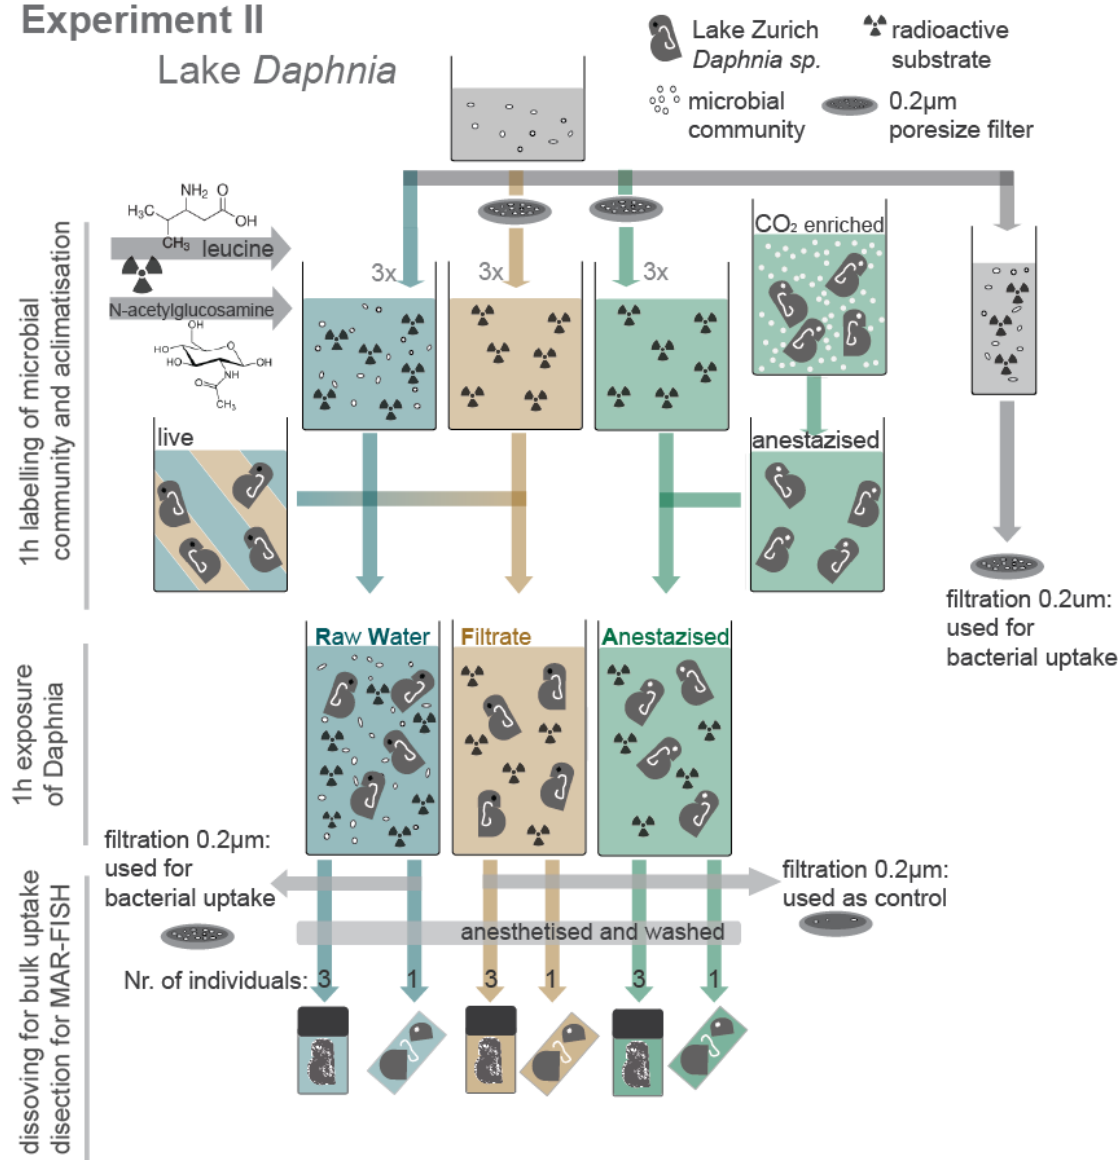 Experiment II
Lake Daphnia
Lake Zurich
Daphnia sp.
radioactive
substrate
microbial
community
0.2µm
poresize filter
1h labelling of microbial
community and aclimatisation
NH₂
O
H₃C
OH
CH₃
leucine
N-acetylglucosamine
OH
HO
O
HO
OH
NH
O
CH₃
3x
3x
3x
CO₂ enriched
live
anestazised
filtration 0.2um:
used for
bacterial uptake
1h exposure
of Daphnia
Raw Water
Filtrate
Anestazised
filtration 0.2µm:
used for
bacterial uptake
filtration 0.2µm:
used as control
dissoving for bulk uptake
disection for MAR-FISH
anesthetised and washed
Nr. of individuals: 3 1 3 1 3 1